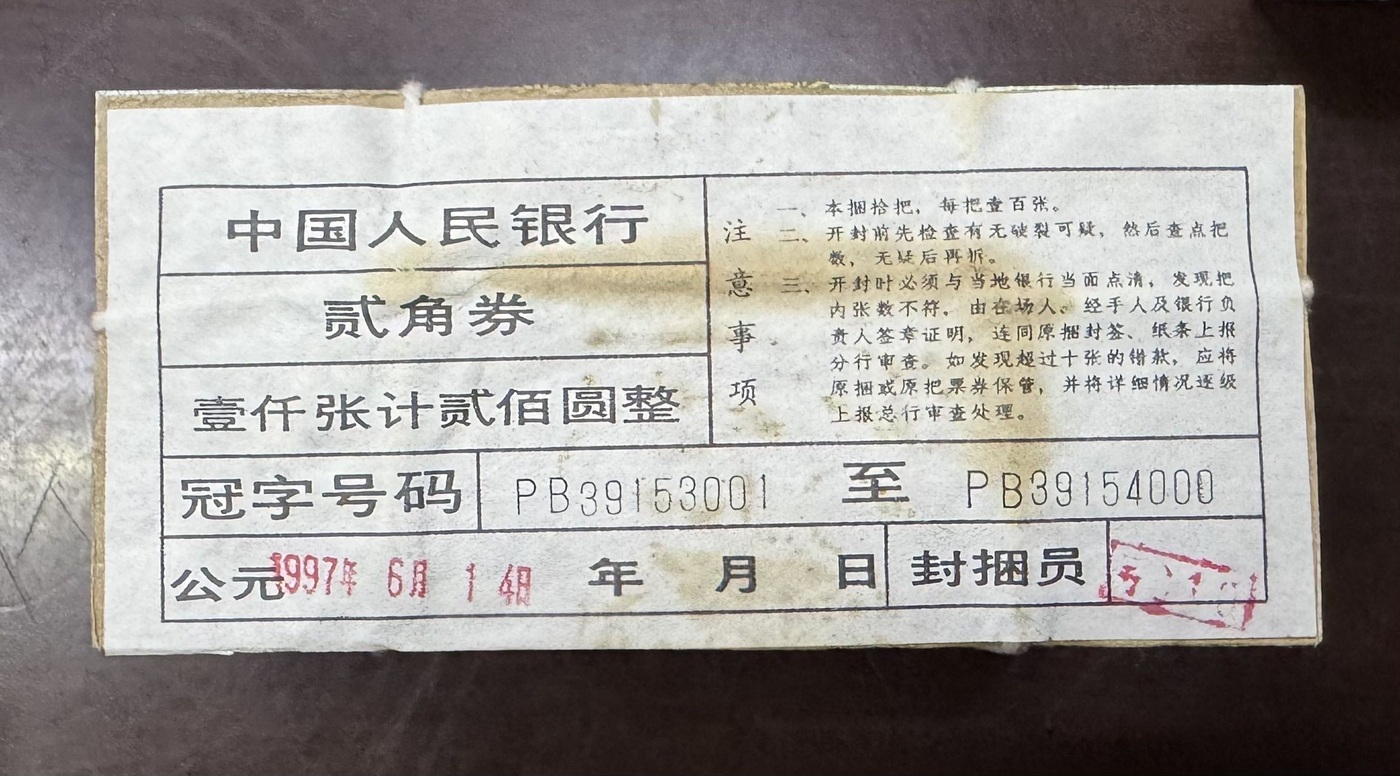 中国人民银行
贰角券
壹仟张计贰佰圆整
注意事项
一、本捆拾把，每把壹百张。
二、开封前先检查有无破裂可疑，然后查点把
数，无疑后再拆。
三、开封时必须与当地银行当面点清，发现把
内张数不符，由在场人、经手人及银行负
责人签章证明，连同原捆封签、纸条上报
分行审查。如发现超过十张的错款，应将
原捆或原把票券保管，并将详细情况逐级
上报总行审查处理。
冠字号码 PB39153001 至 PB39154000
公元 1997年 6月 14日 年 月 日 封捆员